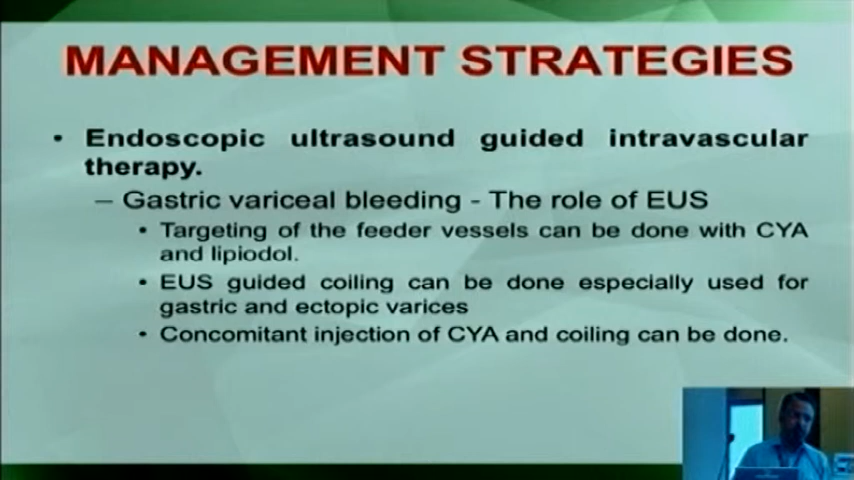 MANAGEMENT STRATEGIES
• Endoscopic ultrasound guided intravascular
therapy.
– Gastric variceal bleeding - The role of EUS
• Targeting of the feeder vessels can be done with CYA
and lipiodol.
• EUS guided coiling can be done especially used for
gastric and ectopic varices
• Concomitant injection of CYA and coiling can be done.